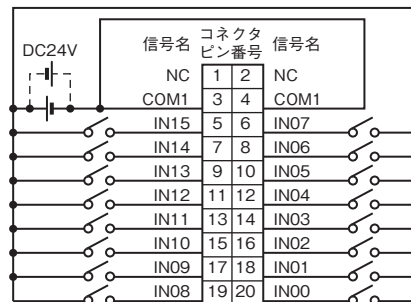 DC24V
信号名 コネクタピン番号 信号名
NC 1 2 NC
COM1 3 4 COM1
IN15 5 6 IN07
IN14 7 8 IN06
IN13 9 10 IN05
IN12 11 12 IN04
IN11 13 14 IN03
IN10 15 16 IN02
IN09 17 18 IN01
IN08 19 20 IN00